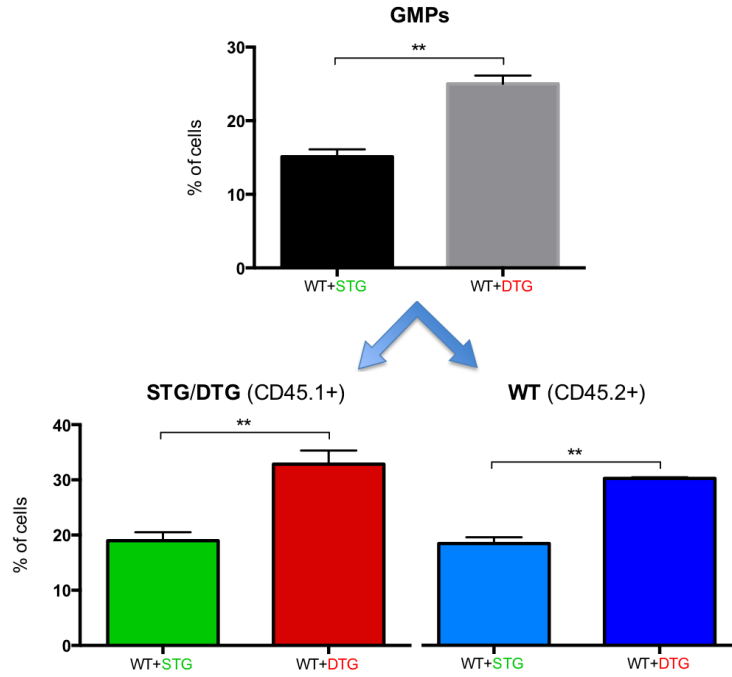 GMPs
% of cells
30
20
10
0
**
WT+STG
WT+DTG
STG/DTG (CD45.1+)
WT (CD45.2+)
% of cells
40
30
20
10
0
**
**
WT+STG
WT+DTG
WT+STG
WT+DTG